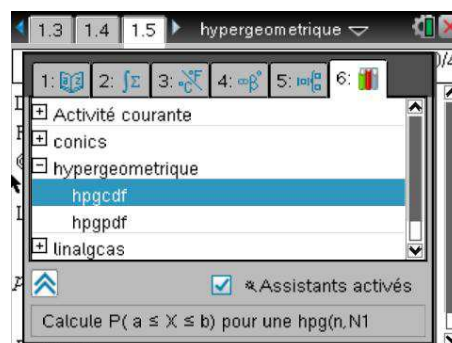 1.3 1.4 1.5 hypergeometrique
1: 2: ∫Σ 3: 4: ∞β° 5: 6:
Activité courante
conics
hypergeometrique
hpgcdf
hpgpdf
linalgcas
Assistants activés
Calcule P( a ≤ X ≤ b) pour une hpg(n,N1